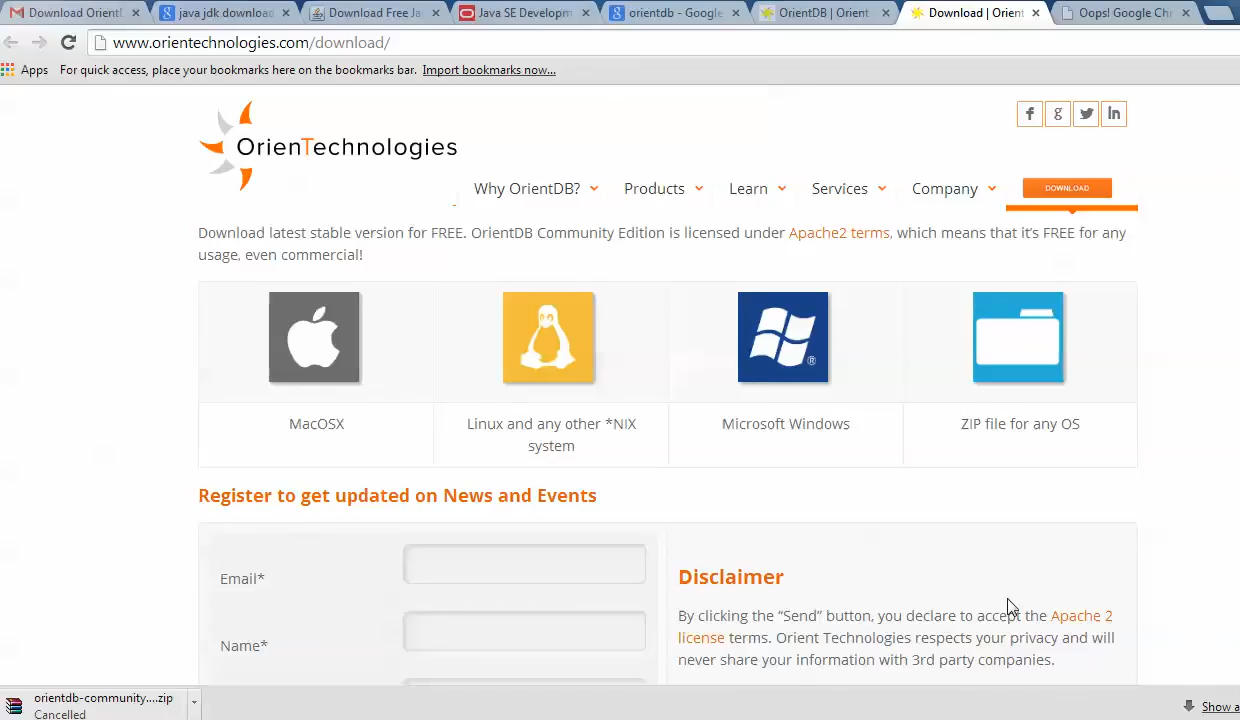 Download OrientL
java jdk download
Download Free Ja
Java SE Developm
orientdb - Google
OrientDB | Orient
Download | Orient
Oops! Google Chr
www.orientechnologies.com/download/
Apps For quick access, place your bookmarks here on the bookmarks bar. Import bookmarks now...
OrienTechnologies
Why OrientDB? Products Learn Services Company DOWNLOAD
Download latest stable version for FREE. OrientDB Community Edition is licensed under Apache2 terms, which means that it's FREE for any
usage, even commercial!
MacOSX
Linux and any other *NIX
system
Microsoft Windows
ZIP file for any OS
Register to get updated on News and Events
Email*
Name*
Disclaimer
By clicking the “Send” button, you declare to accept the Apache 2
license terms. Orient Technologies respects your privacy and will
never share your information with 3rd party companies.
orientdb-community....zip
Cancelled
Show a